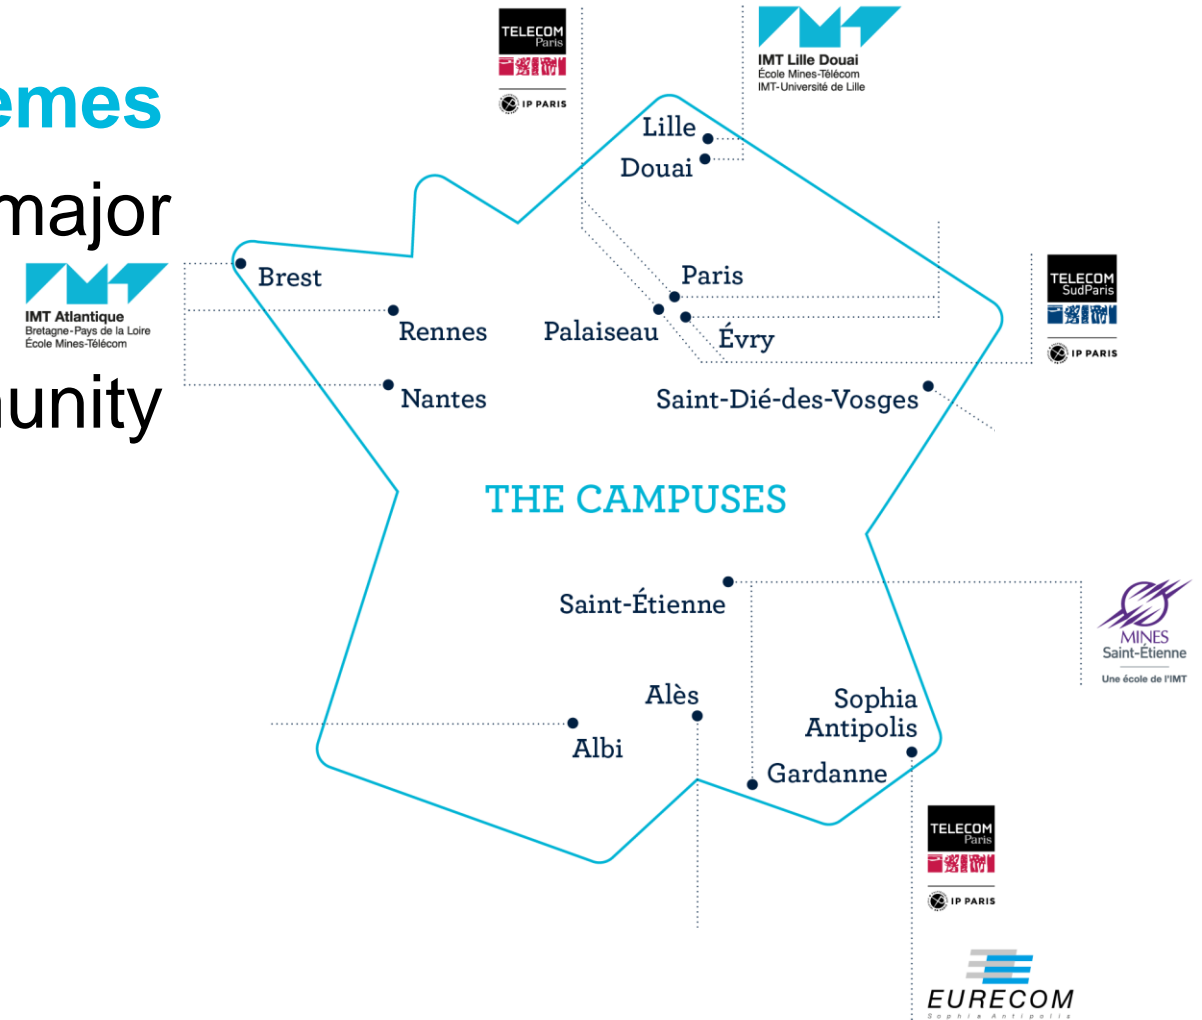 TELECOM
Paris
IP PARIS
IMT Lille Douai
École Mines-Télécom
IMT-Université de Lille
emes
major
unity
Lille
Douai
IMT Atlantique
Bretagne-Pays de la Loire
École Mines-Télécom
Brest
Rennes
Nantes
Paris
Palaiseau
Évry
TELECOM
SudParis
IP PARIS
Saint-Dié-des-Vosges
THE CAMPUSES
Saint-Étienne
MINES
Saint-Étienne
Une école de l'IMT
Alès
Sophia
Antipolis
Albi
Gardanne
TELECOM
Paris
IP PARIS
EURECOM
Sophia Antipolis